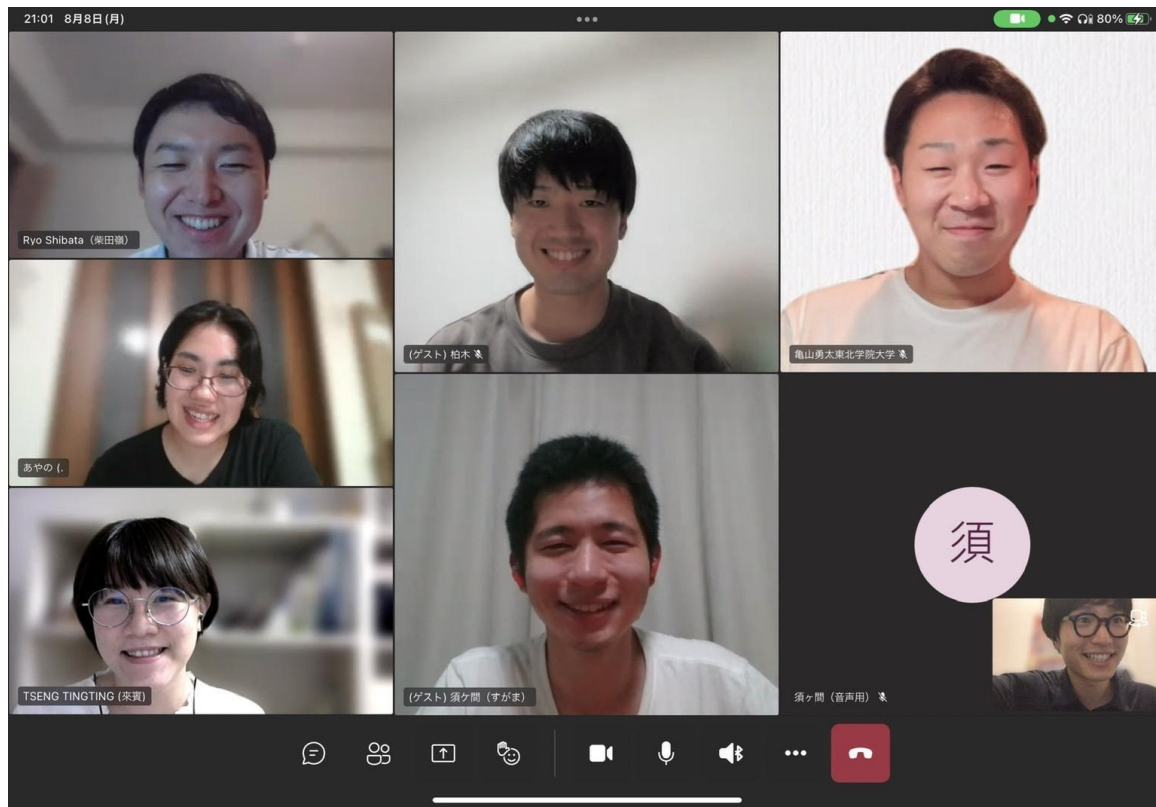 21:01 8月8日(月)
80%
Ryo Shibata（柴田嶺）
(ゲスト) 柏木
亀山勇太東北学院大学
あやの (.
TSENG TINGTING (來賓)
(ゲスト) 須ケ間（すがま）
須
須ヶ間（音声用）